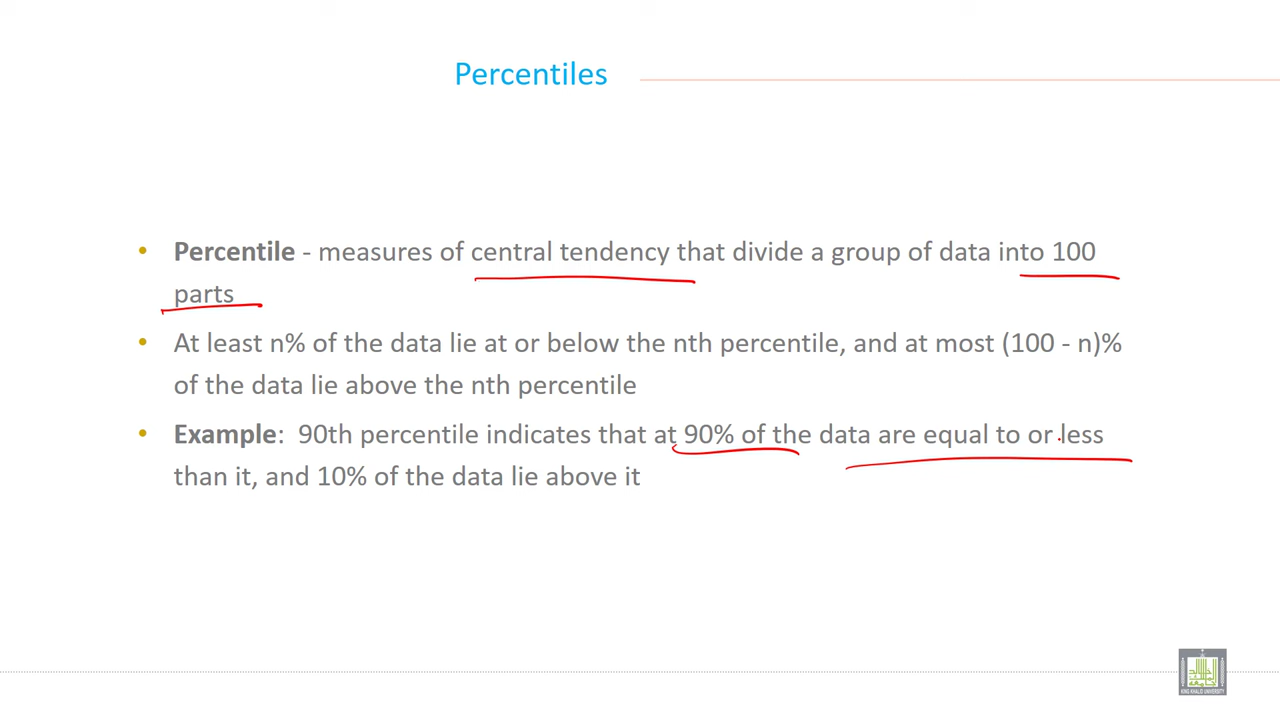 Percentiles
• Percentile - measures of central tendency that divide a group of data into 100
parts
• At least n% of the data lie at or below the nth percentile, and at most (100 - n)%
of the data lie above the nth percentile
• Example: 90th percentile indicates that at 90% of the data are equal to or less
than it, and 10% of the data lie above it
KING KHALID UNIVERSITY